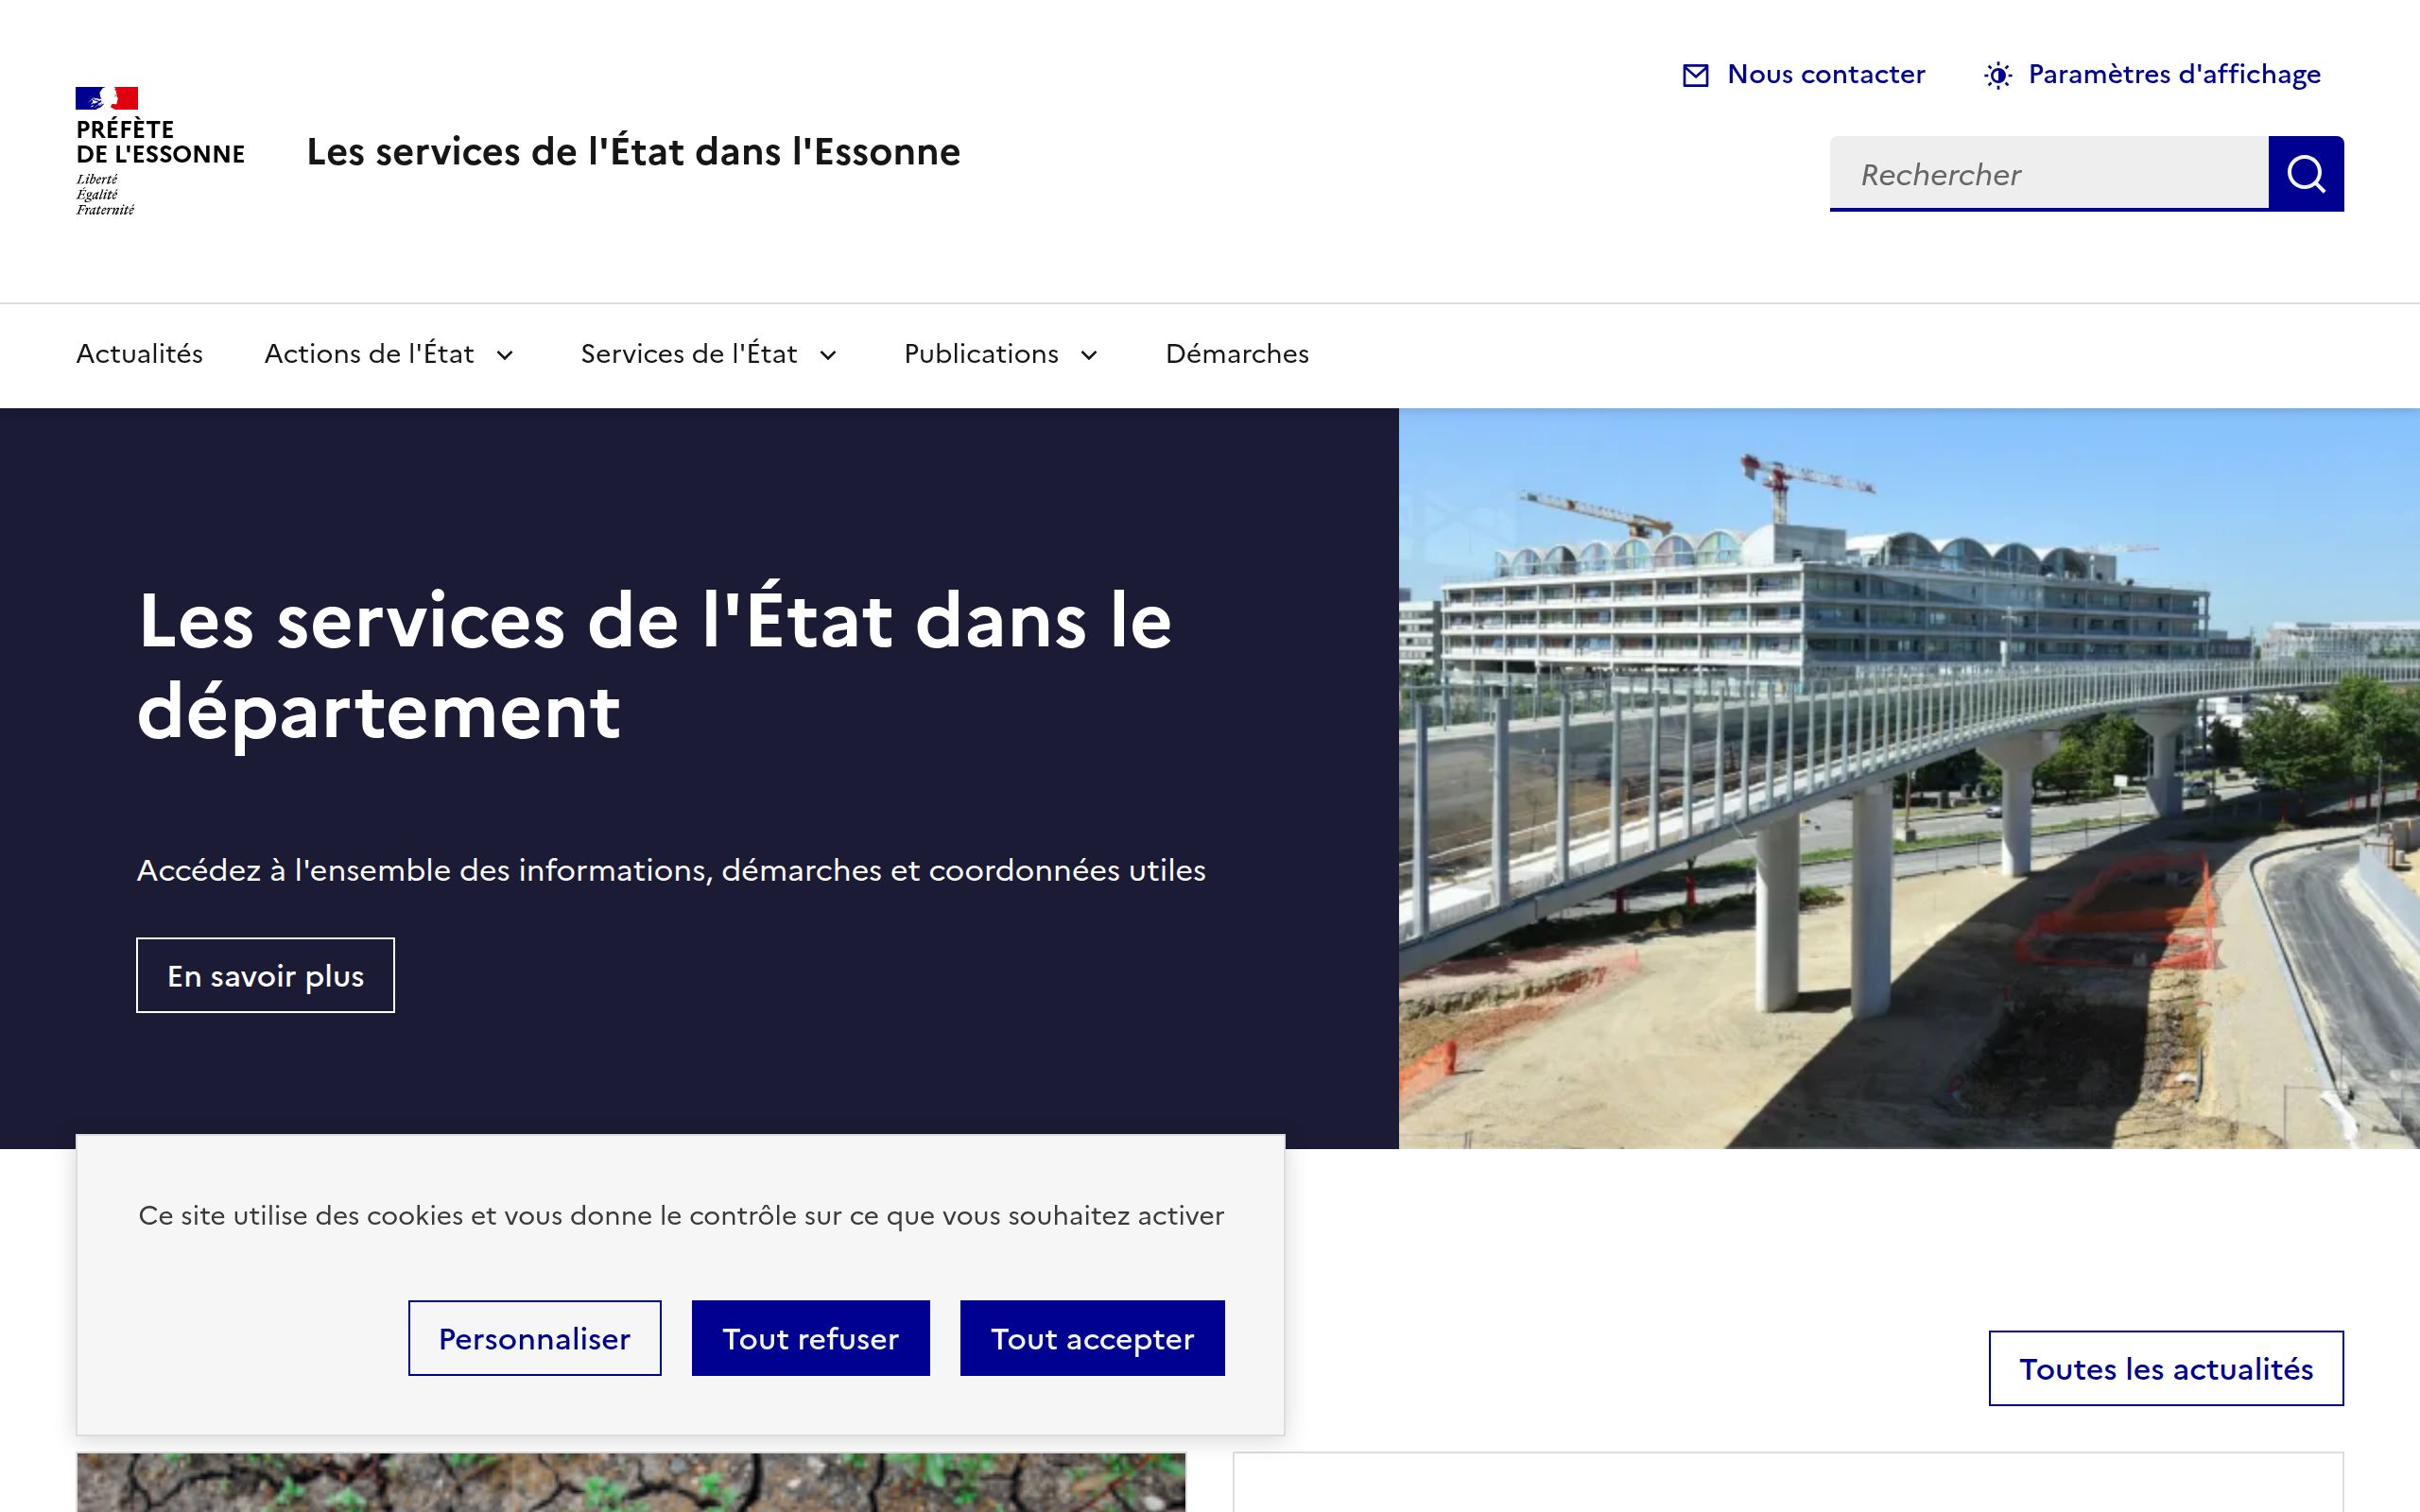 Nous contacter
Paramètres d'affichage
PRÉFÈTE
DE L'ESSONNE
Liberté
Égalité
Fraternité
Les services de l'État dans l'Essonne
Rechercher
Actualités
Actions de l'État
Services de l'État
Publications
Démarches
Les services de l'État dans le
département
Accédez à l'ensemble des informations, démarches et coordonnées utiles
En savoir plus
Ce site utilise des cookies et vous donne le contrôle sur ce que vous souhaitez activer
Personnaliser
Tout refuser
Tout accepter
Toutes les actualités